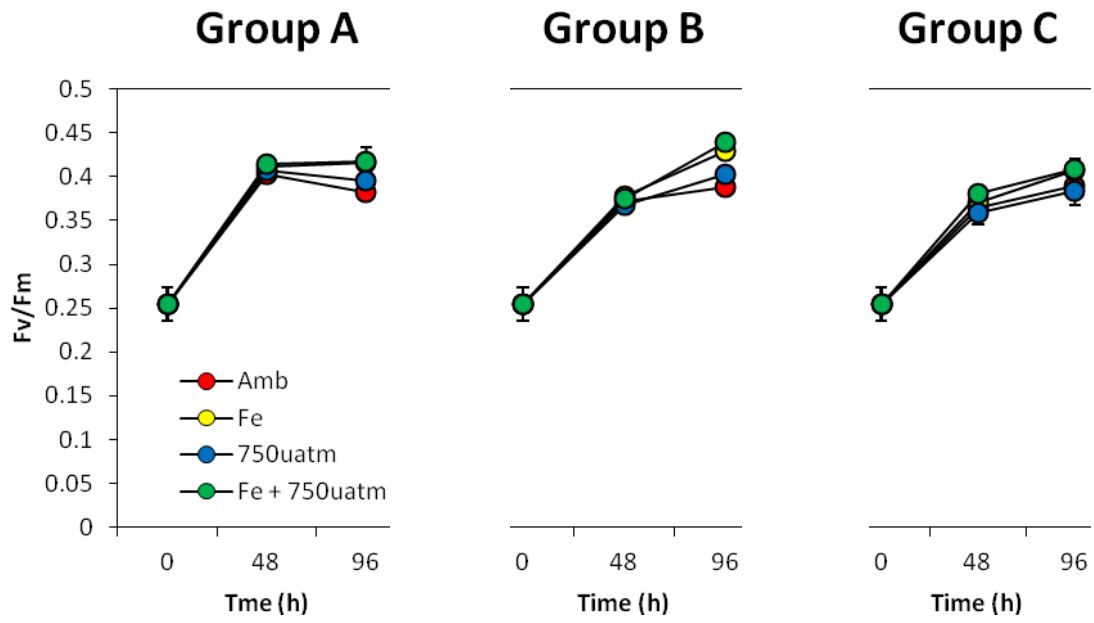 Group A
Group B
Group C
Fv/Fm
0.5
0.45
0.4
0.35
0.3
0.25
0.2
0.15
0.1
0.05
0
Amb
Fe
750uatm
Fe + 750uatm
0 48 96
0 48 96
0 48 96
Tme (h)
Time (h)
Time (h)